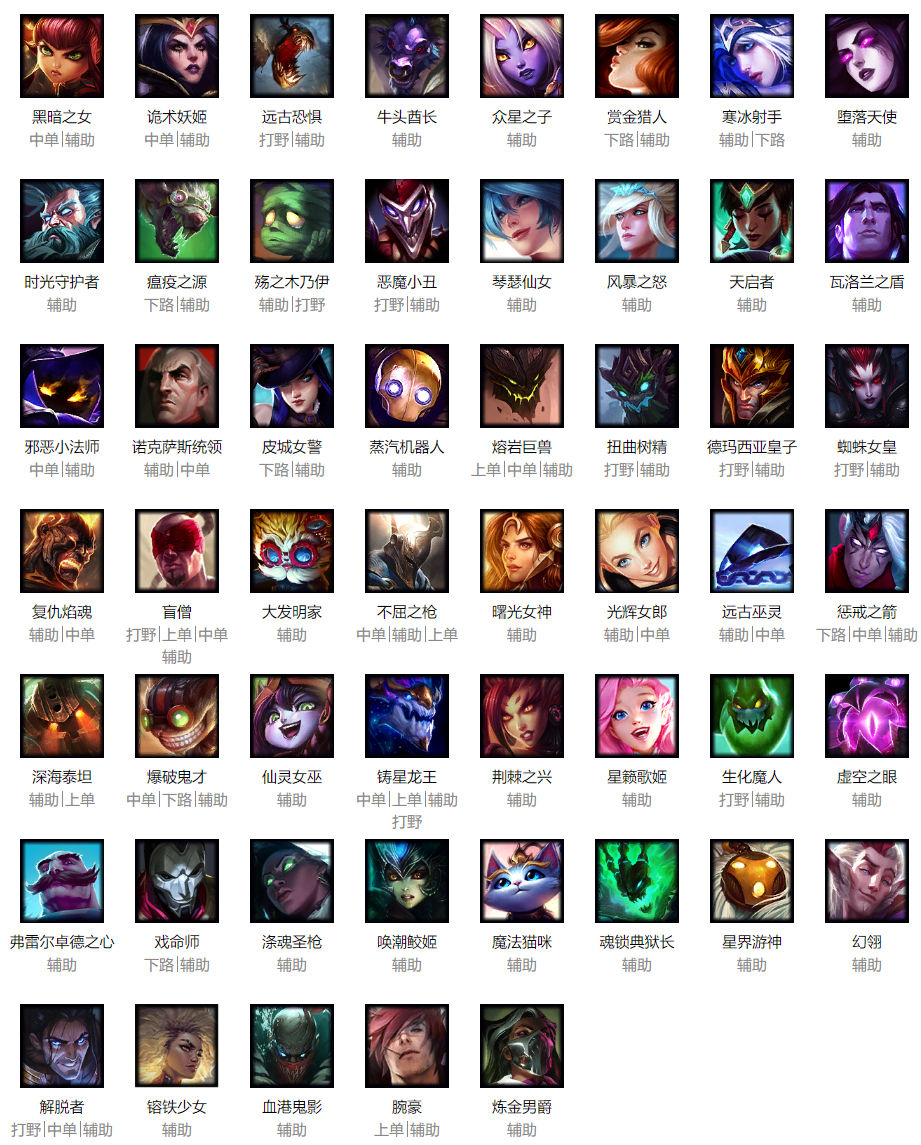 黑暗之女 诡术妖姬 远古恐惧 牛头酋长 众星之子 赏金猎人 寒冰射手 堕落天使
中单|辅助 中单|辅助 打野|辅助 辅助 辅助 下路|辅助 辅助|下路 辅助
时光守护者 瘟疫之源 殇之木乃伊 恶魔小丑 琴瑟仙女 风暴之怒 天启者 瓦洛兰之盾
辅助 下路|辅助 辅助|打野 打野|辅助 辅助 辅助 辅助 辅助
邪恶小法师 诺克萨斯统领 皮城女警 蒸汽机器人 熔岩巨兽 扭曲树精 德玛西亚皇子 蜘蛛女皇
中单|辅助 辅助|中单 下路|辅助 辅助 上单|中单|辅助 打野|辅助 打野|辅助 打野|辅助
复仇焰魂 盲僧 大发明家 不屈之枪 曙光女神 光辉女郎 远古巫灵 惩戒之箭
辅助|中单 打野|上单|中单 辅助 中单|辅助|上单 辅助 辅助|中单 辅助|中单 下路|中单|辅助
辅助
深海泰坦 爆破鬼才 仙灵女巫 铸星龙王 荆棘之兴 星籁歌姬 生化魔人 虚空之眼
辅助|上单 中单|下路|辅助 辅助 中单|上单|辅助 辅助 辅助 打野|辅助 辅助
打野
弗雷尔卓德之心 戏命师 涤魂圣枪 唤潮鲛姬 魔法猫咪 魂锁典狱长 星界游神 幻翎
辅助 下路|辅助 辅助 辅助 辅助 辅助 辅助 辅助
解脱者 镕铁少女 血港鬼影 腕豪 炼金男爵
打野|中单|辅助 辅助 辅助 上单|辅助 辅助